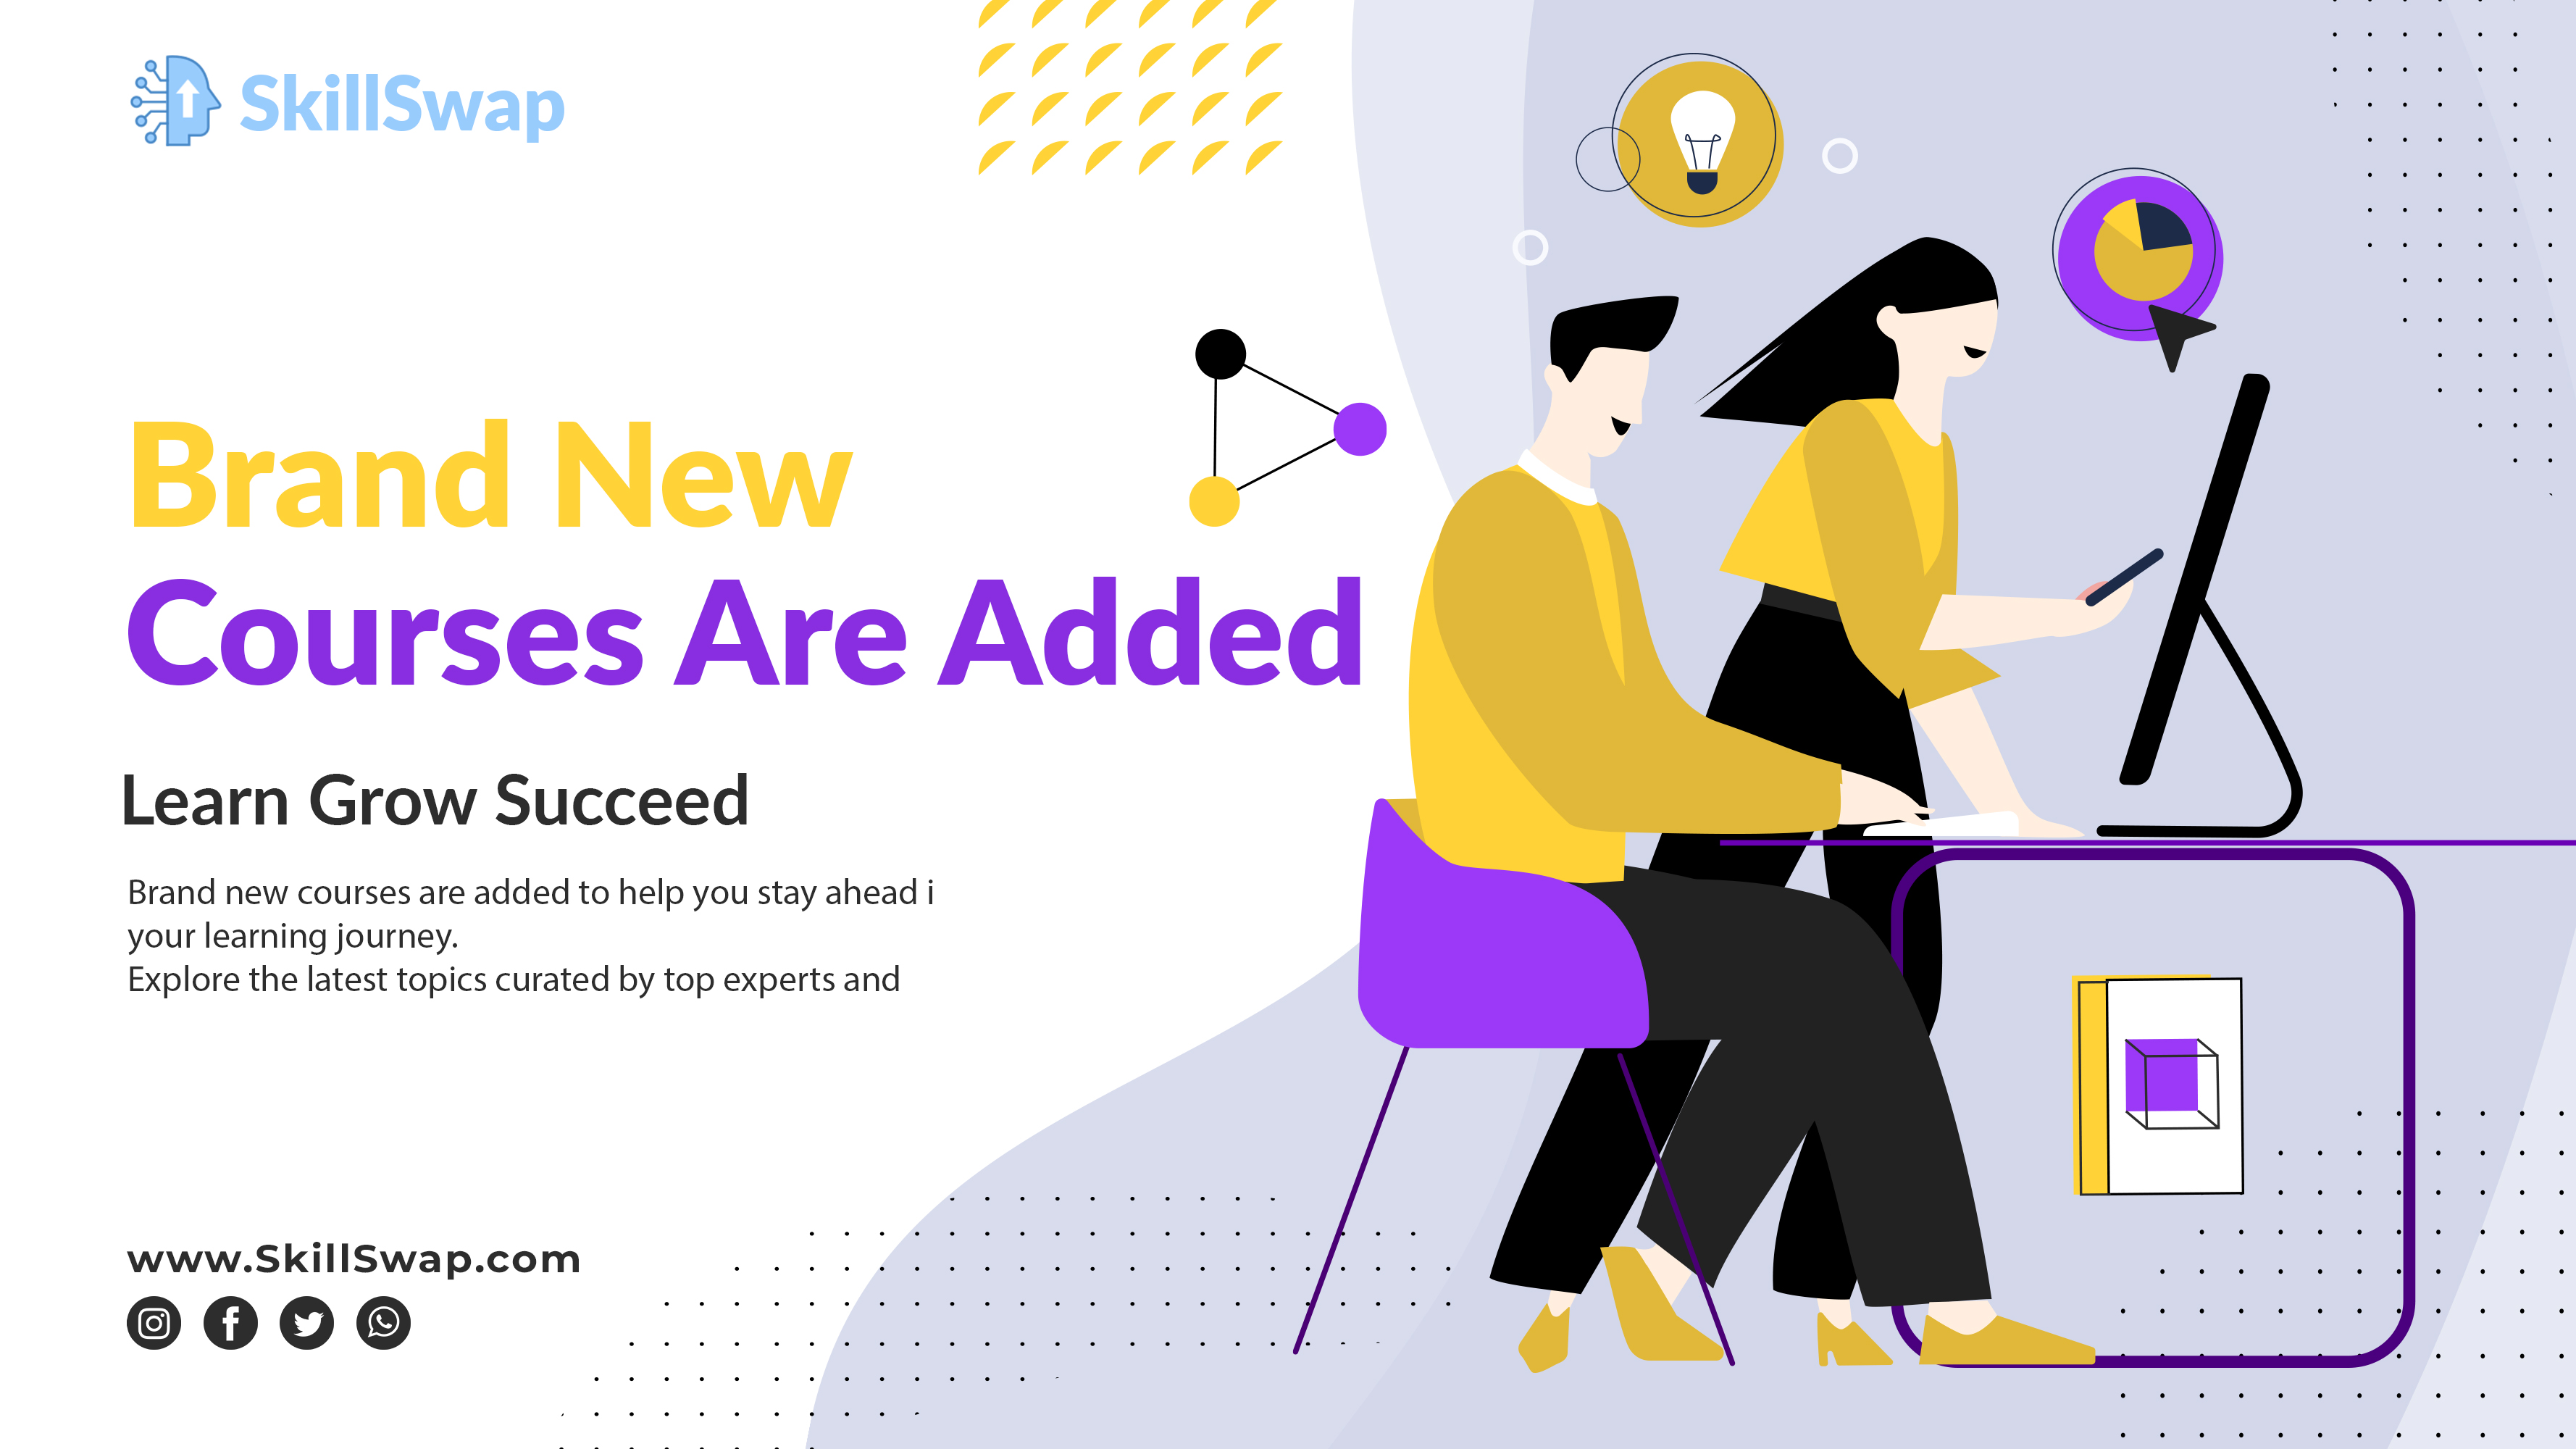 SkillSwap
Brand New
Courses Are Added
Learn Grow Succeed
Brand new courses are added to help you stay ahead i
your learning journey.
Explore the latest topics curated by top experts and
www.SkillSwap.com